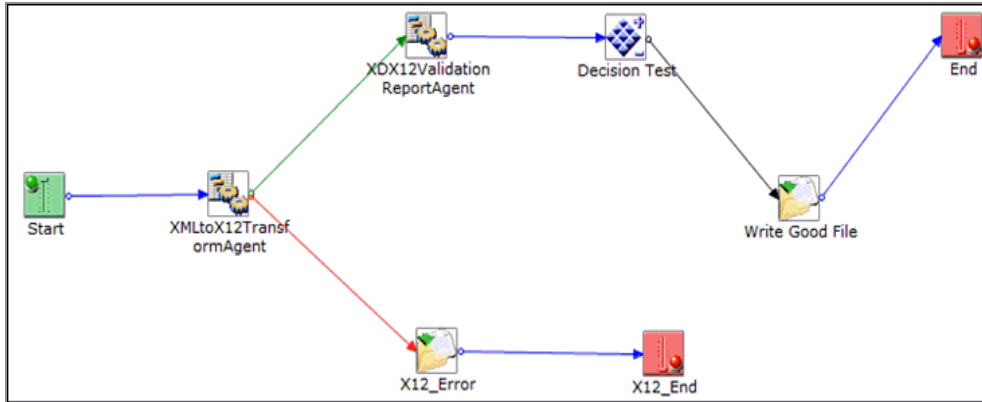 XDX12Validation
ReportAgent
Decision Test
End
Start
XMLtoX12Transf
ormAgent
Write Good File
X12_Error
X12_End